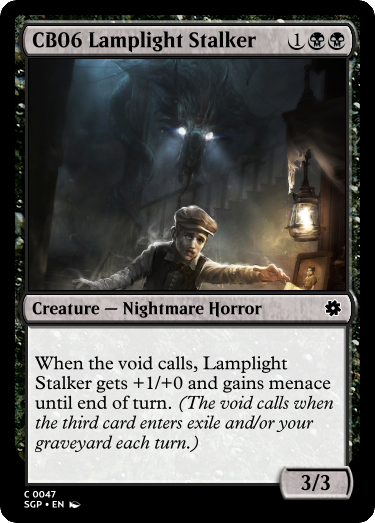 CB06 Lamplight Stalker 1
Creature — Nightmare Horror
When the void calls, Lamplight
Stalker gets +1/+0 and gains menace
until end of turn. (The void calls when
the third card enters exile and/or your
graveyard each turn.)
3/3
C 0047
SGP • EN